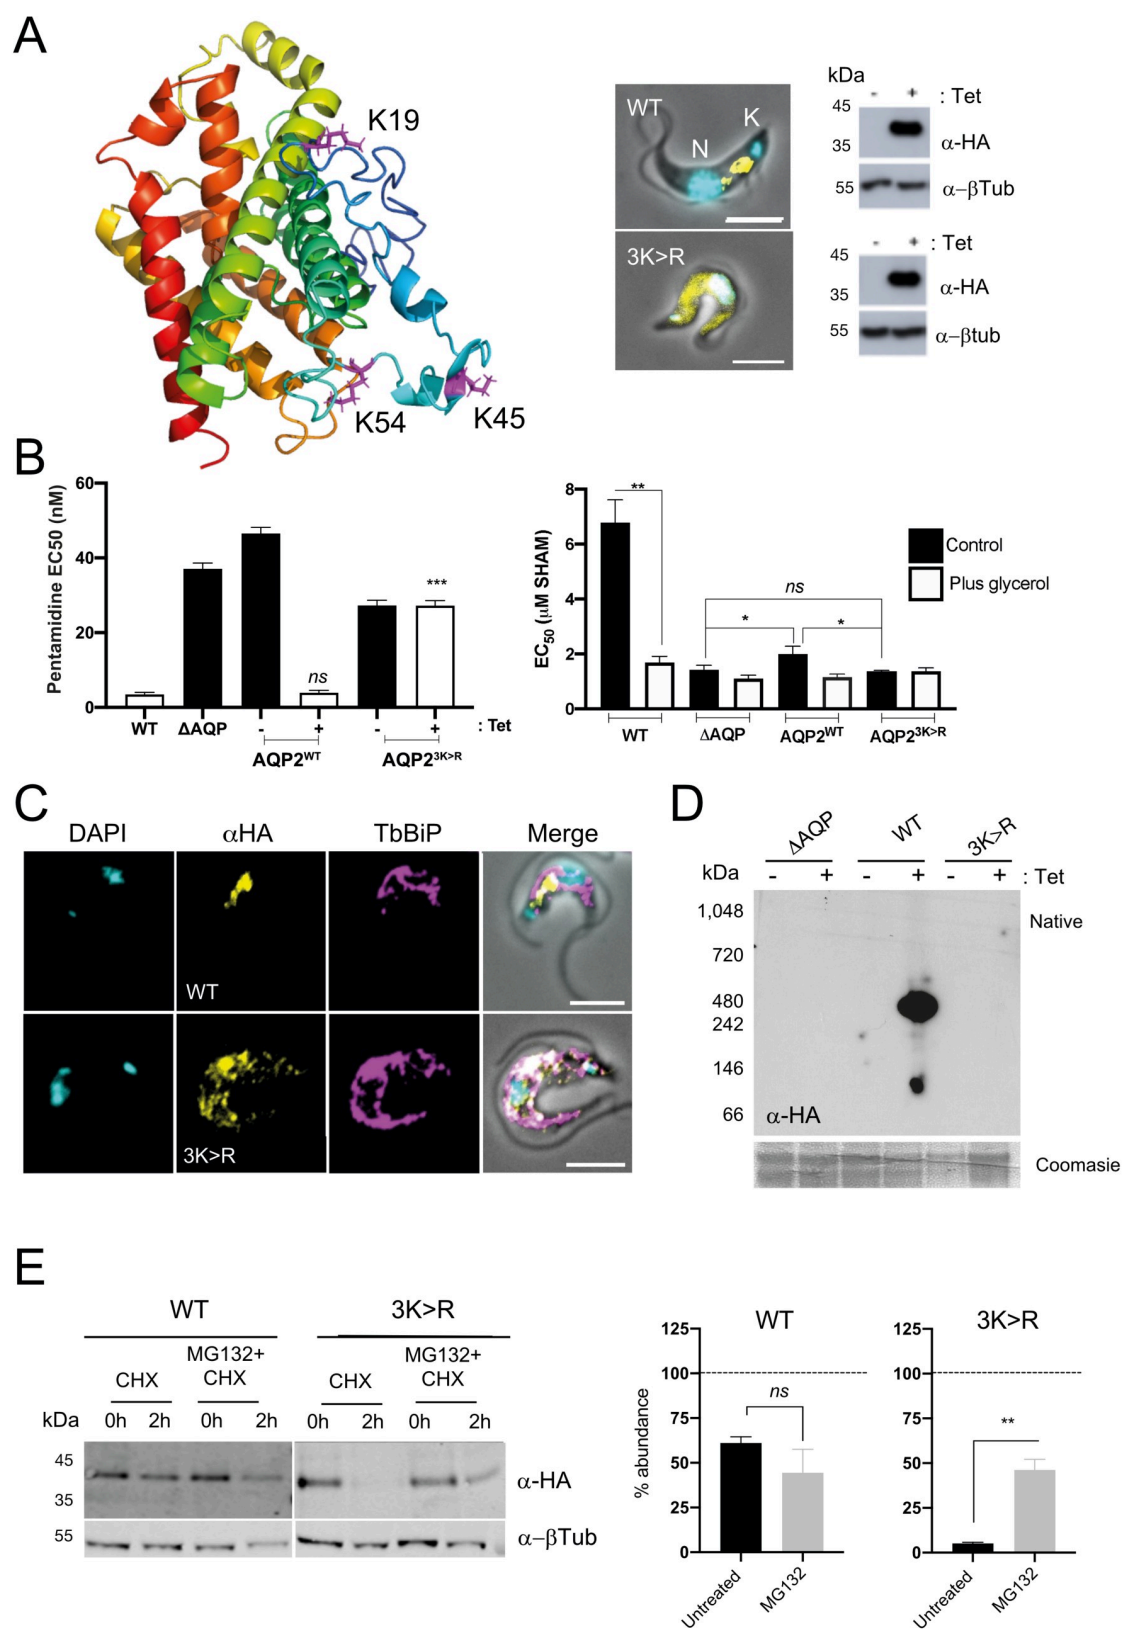 A
K19
K54
K45
WT
N
K
3K>R
kDa
- + : Tet
45
35
α-HA
55
α–βTub
- + : Tet
45
35
α-HA
55
α–βtub
B
Pentamidine EC50 (nM)
60
40
20
0
ns
***
WT ΔAQP - + - + : Tet
AQP2WT AQP23K>R
EC50 (μM SHAM)
8
6
4
2
0
**
ns
* *
Control
Plus glycerol
WT ΔAQP AQP2WT AQP23K>R
C
DAPI αHA TbBiP Merge
WT
3K>R
D
ΔAQP WT 3K>R
kDa - + - + - + : Tet
1,048
720
480
242
146
66
Native
α-HA
Coomasie
E
WT 3K>R
CHX MG132+ CHX CHX MG132+ CHX
kDa 0h 2h 0h 2h 0h 2h 0h 2h
45
35
α-HA
55
α–βTub
% abundance
WT
125
100
75
50
25
0
ns
Untreated MG132
3K>R
125
100
75
50
25
0
**
Untreated MG132